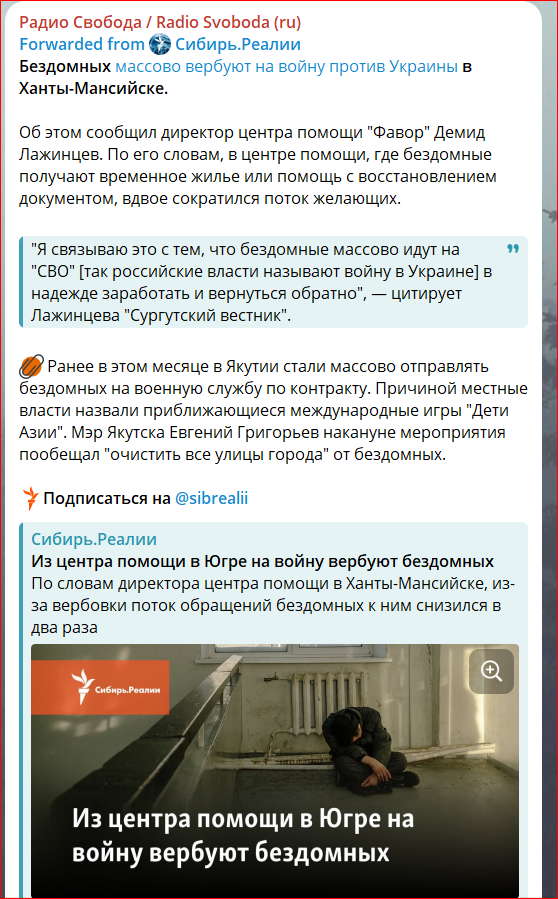 Радио Свобода / Radio Svoboda (ru)
Forwarded from Сибирь.Реалии
Бездомных массово вербуют на войну против Украины в
Ханты-Мансийске.
Об этом сообщил директор центра помощи "Фавор" Демид
Лажинцев. По его словам, в центре помощи, где бездомные
получают временное жилье или помощь с восстановлением
документом, вдвое сократился поток желающих.
"Я связываю это с тем, что бездомные массово идут на
"СВО" [так российские власти называют войну в Украине] в
надежде заработать и вернуться обратно", — цитирует
Лажинцева "Сургутский вестник".
Ранее в этом месяце в Якутии стали массово отправлять
бездомных на военную службу по контракту. Причиной местные
власти назвали приближающиеся международные игры "Дети
Азии". Мэр Якутска Евгений Григорьев накануне мероприятия
пообещал "очистить все улицы города" от бездомных.
Подписаться на @sibrealii
Сибирь.Реалии
Из центра помощи в Югре на войну вербуют бездомных
По словам директора центра помощи в Ханты-Мансийске, из-
за вербовки поток обращений бездомных к ним снизился в
два раза
Сибирь.Реалии
Из центра помощи в Югре на
войну вербуют бездомных